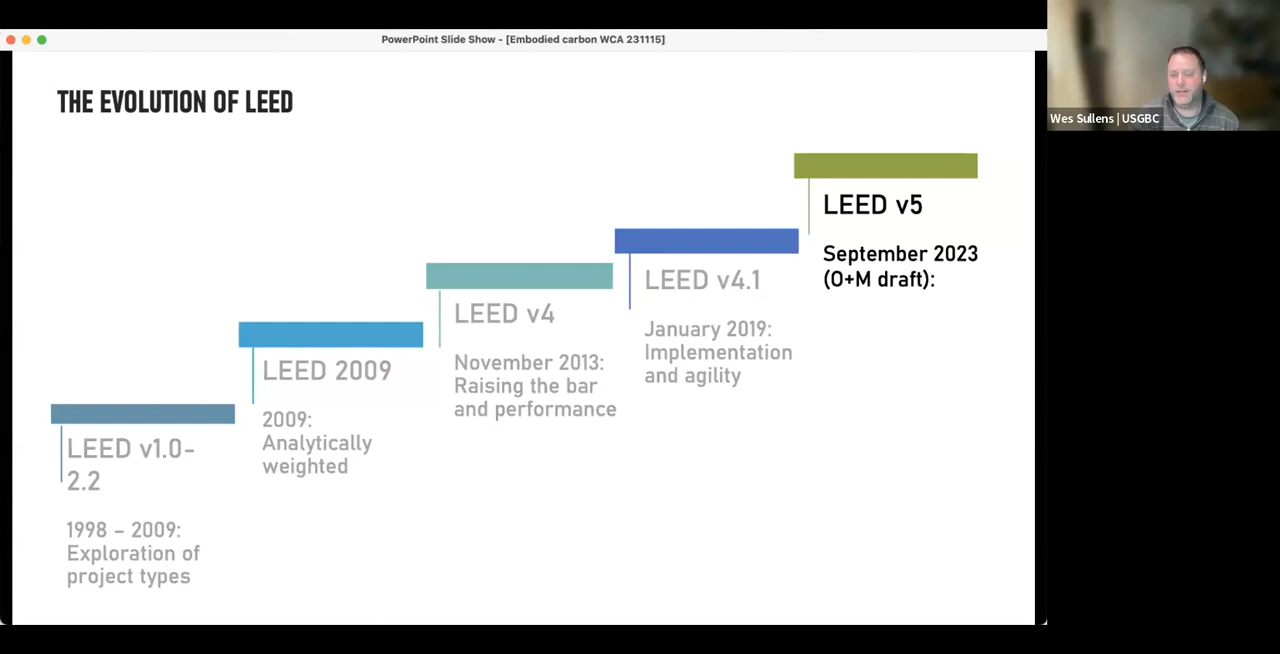 PowerPoint Slide Show - [Embodied carbon WCA 231115]
THE EVOLUTION OF LEED
LEED v1.0-
2.2
1998 – 2009:
Exploration of
project types
LEED 2009
2009:
Analytically
weighted
LEED v4
November 2013:
Raising the bar
and performance
LEED v4.1
January 2019:
Implementation
and agility
LEED v5
September 2023
(O+M draft):
Wes Sullens | USGBC